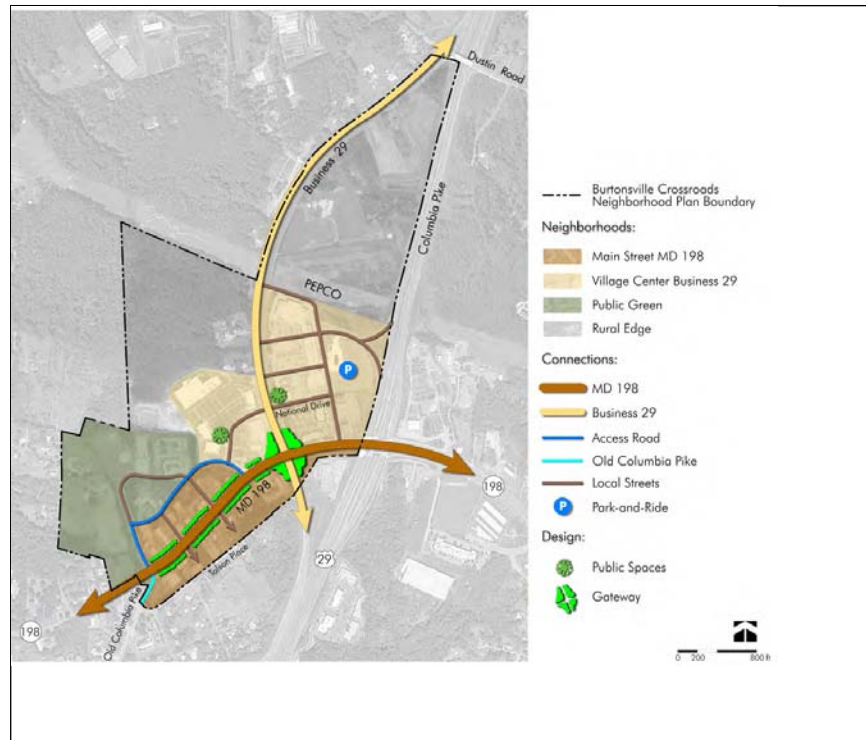 Dustin Road
Business 29
Columbia Pike
PEPCO
National Drive
MD 198
198
Tolson Place
29
Old Columbia Pike
198
Burtonsville Crossroads
Neighborhood Plan Boundary
Neighborhoods:
Main Street MD 198
Village Center Business 29
Public Green
Rural Edge
Connections:
MD 198
Business 29
Access Road
Old Columbia Pike
Local Streets
P
P
Park-and-Ride
Design:
Public Spaces
Gateway
0 200 800 ft